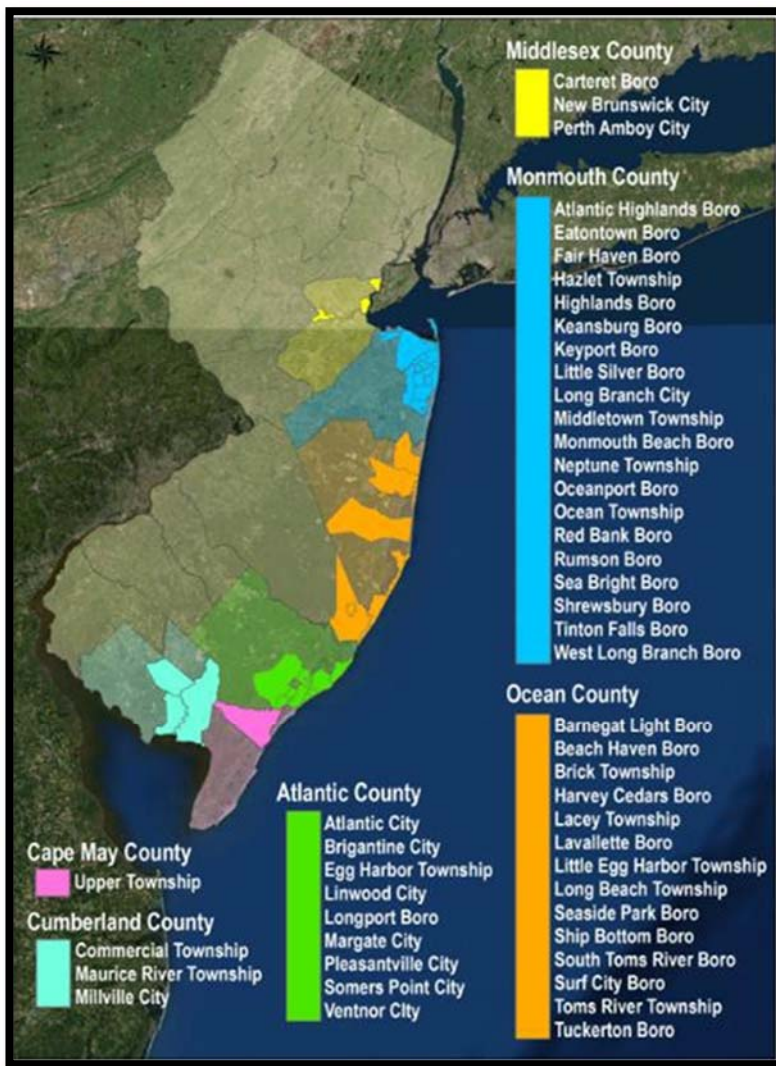 Middlesex County
Carteret Boro
New Brunswick City
Perth Amboy City
Monmouth County
Atlantic Highlands Boro
Eatontown Boro
Fair Haven Boro
Hazlet Township
Highlands Boro
Keansburg Boro
Keyport Boro
Little Silver Boro
Long Branch City
Middletown Township
Monmouth Beach Boro
Neptune Township
Oceanport Boro
Ocean Township
Red Bank Boro
Rumson Boro
Sea Bright Boro
Shrewsbury Boro
Tinton Falls Boro
West Long Branch Boro
Ocean County
Barnegat Light Boro
Beach Haven Boro
Brick Township
Harvey Cedars Boro
Lacey Township
Lavallette Boro
Little Egg Harbor Township
Long Beach Township
Seaside Park Boro
Ship Bottom Boro
South Toms River Boro
Surf City Boro
Toms River Township
Tuckerton Boro
Atlantic County
Atlantic City
Brigantine City
Egg Harbor Township
Linwood City
Longport Boro
Margate City
Pleasantville City
Somers Point City
Ventnor CIty
Cape May County
Upper Township
Cumberland County
Commercial Township
Maurice River Township
Millville City